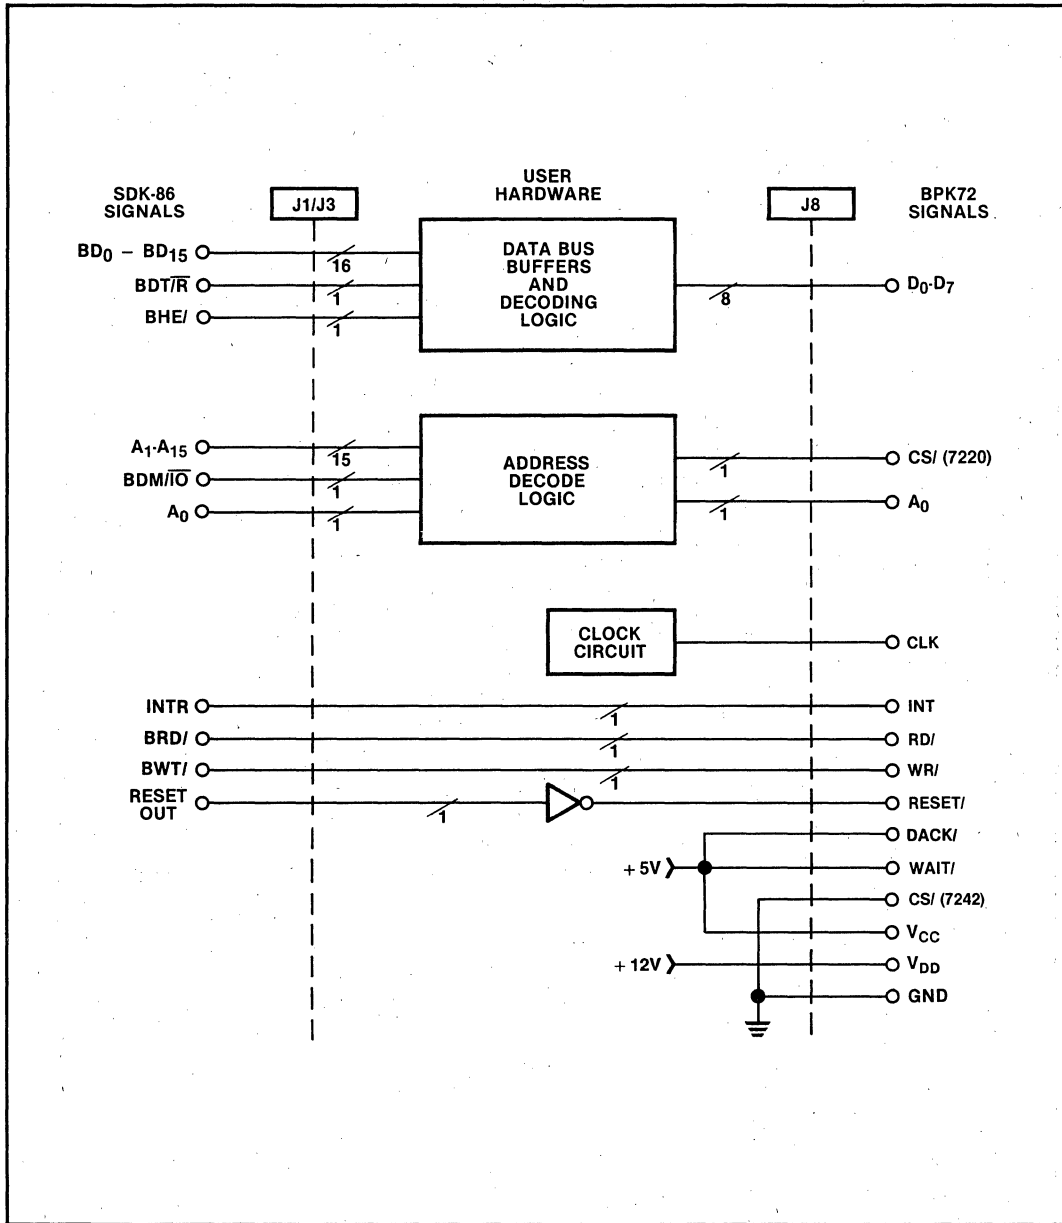 SDK-86
SIGNALS
J1/J3
USER
HARDWARE
J8
BPK72
SIGNALS
BD₀ – BD₁₅
16
BDT/R̅
1
BHE/
1
DATA BUS
BUFFERS
AND
DECODING
LOGIC
8
D₀-D₇
A₁-A₁₅
15
BDM/I̅O̅
1
A₀
1
ADDRESS
DECODE
LOGIC
1
CS/ (7220)
1
A₀
CLOCK
CIRCUIT
CLK
INTR
1
INT
BRD/
1
RD/
BWT/
1
WR/
RESET
OUT
1
RESET/
DACK/
+ 5V
WAIT/
CS/ (7242)
V_CC
+ 12V
V_DD
GND